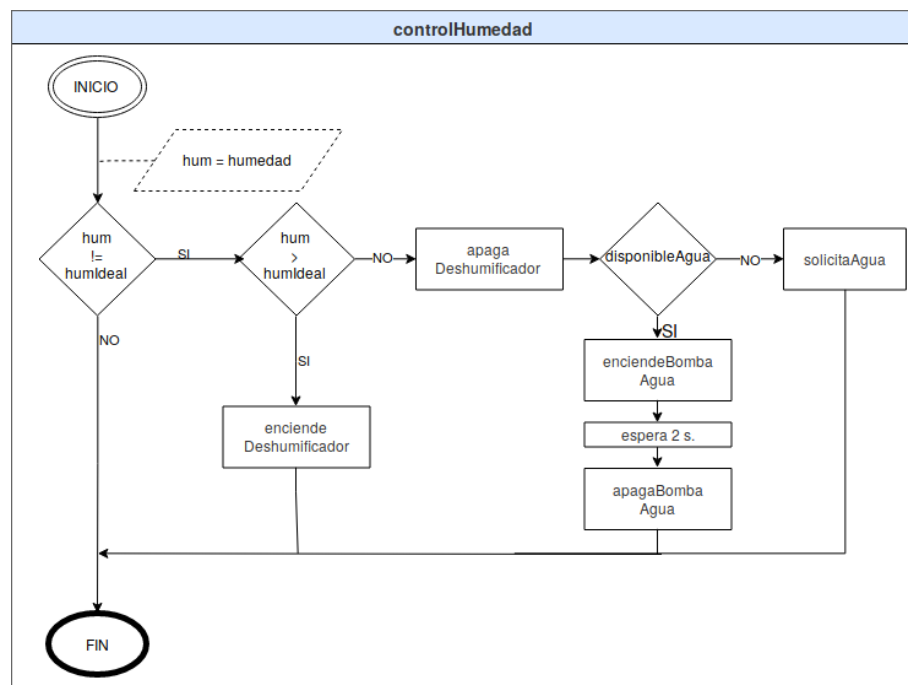 controlHumedad
INICIO
hum = humedad
hum
!=
humIdeal
SI
hum
>
humIdeal
NO
apaga
Deshumificador
disponibleAgua
NO
solicitaAgua
NO
SI
SI
enciendeBomba
Agua
enciende
Deshumificador
espera 2 s.
apagaBomba
Agua
FIN